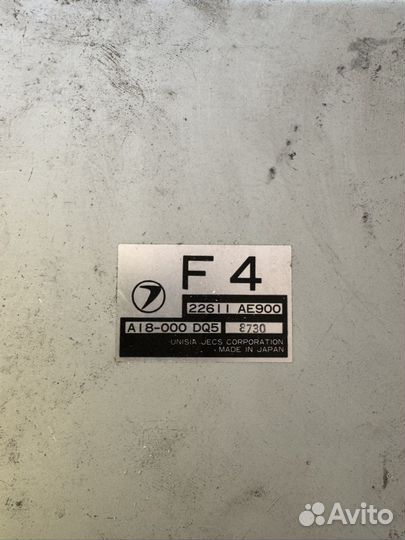 F 4
22611 AE900
A18-000 DQ5 8730
UNISIA JECS CORPORATION
MADE IN JAPAN
Avito